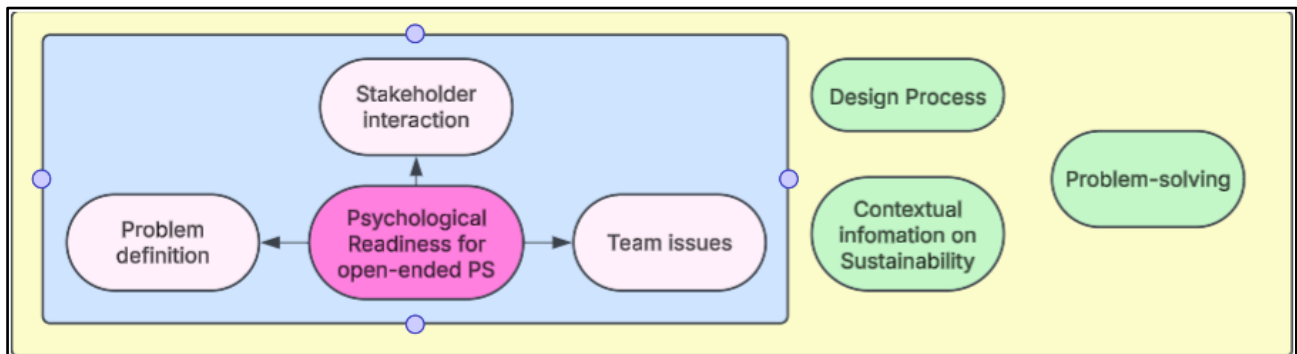 Stakeholder
interaction
Design Process
Problem-solving
Problem
definition
Psychological
Readiness for
open-ended PS
Team issues
Contextual
infomation on
Sustainability